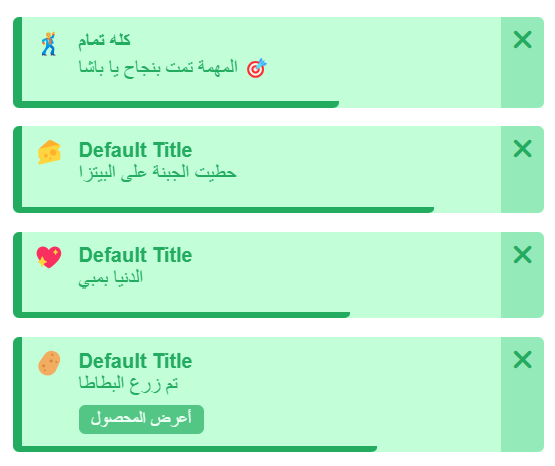 كله تمام
المهمة تمت بنجاح يا باشا 🎯
Default Title
حطيت الجبنة على البيتزا
Default Title
الدنيا بمبي
Default Title
تم زرع البطاطا
أعرض المحصول